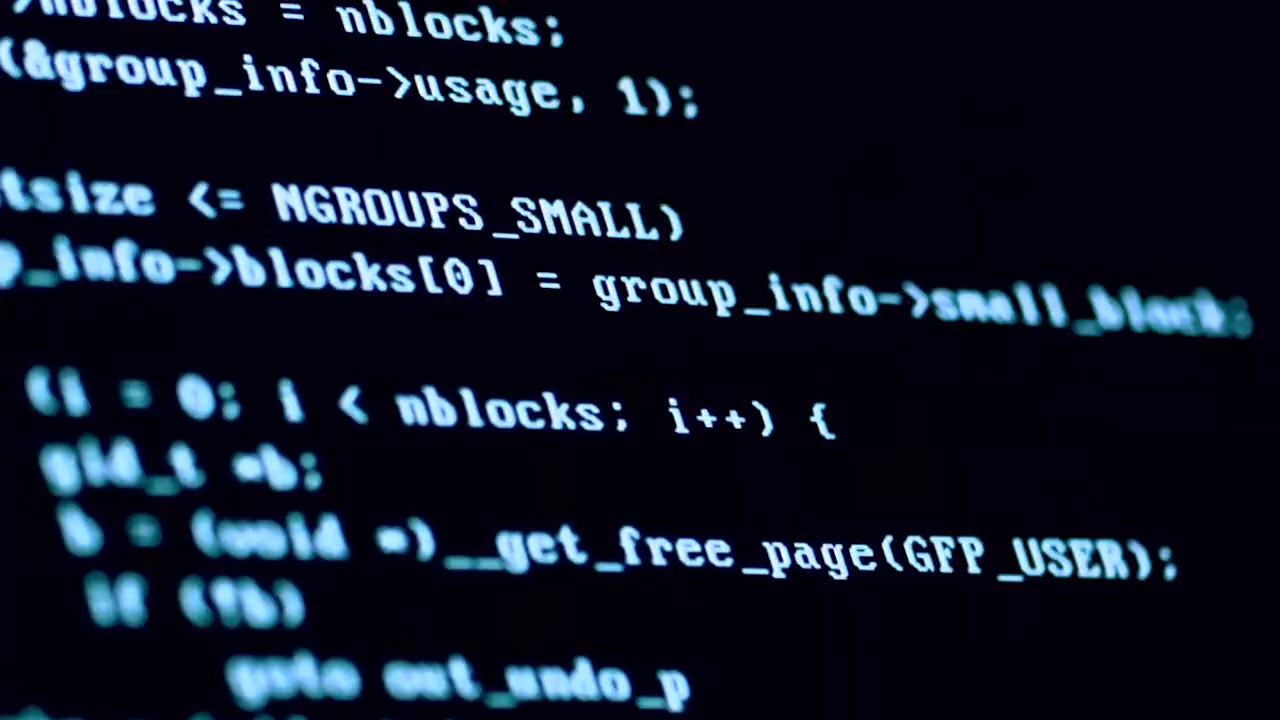 >nblocks = nblocks;
(&group_info->usage, 1);
tsize <= NGROUPS_SMALL)
p_info->blocks[0] = group_info->small_block;
(i = 0; i < nblocks; i++) {
gid_t *b;
b = (void *)__get_free_page(GFP_USER);
if (!b)
goto out_undo_p